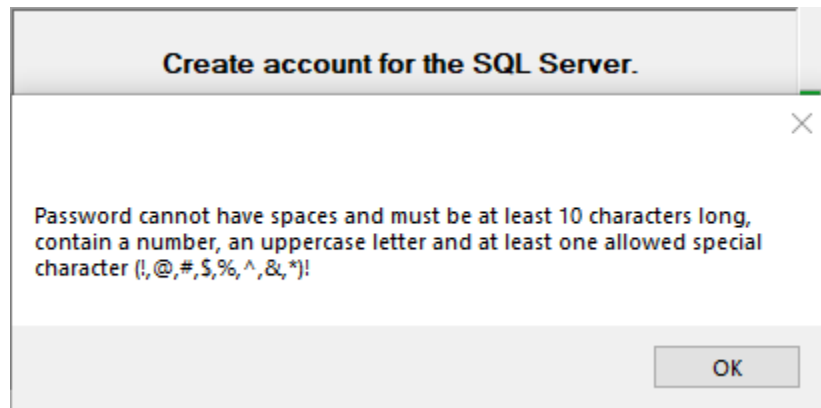 Create account for the SQL Server.
Password cannot have spaces and must be at least 10 characters long,
contain a number, an uppercase letter and at least one allowed special
character (!,@,#,$,%,^,&,*)!
OK